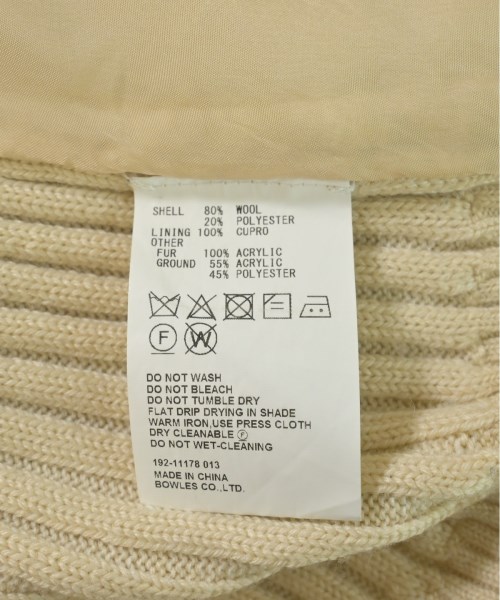 SHELL 80% WOOL
20% POLYESTER
LINING 100% CUPRO
OTHER
FUR 100% ACRYLIC
GROUND 55% ACRYLIC
45% POLYESTER
F W
DO NOT WASH
DO NOT BLEACH
DO NOT TUMBLE DRY
FLAT DRIP DRYING IN SHADE
WARM IRON,USE PRESS CLOTH
DRY CLEANABLE Ⓕ
DO NOT WET-CLEANING
192-11178 013
MADE IN CHINA
BOWLES CO.,LTD.